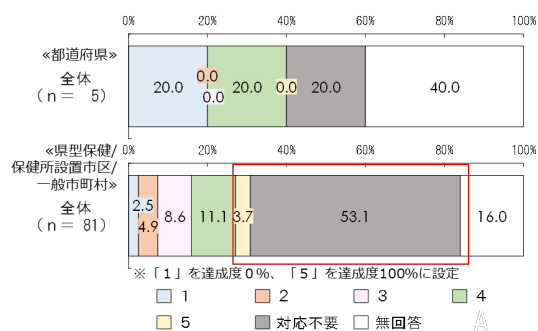 0% 20% 40% 60% 80% 100%
≪都道府県≫
全体
（n＝ 5）
20.0 0.0 0.0 20.0 0.0 20.0 40.0
0% 20% 40% 60% 80% 100%
≪県型保健/
保健所設置市区/
一般市町村≫
全体
（n＝ 81）
2.5 4.9 8.6 11.1 3.7 53.1 16.0
※「１」を達成度０％、「５」を達成度100％に設定
1 2 3 4
5 対応不要 無回答
A